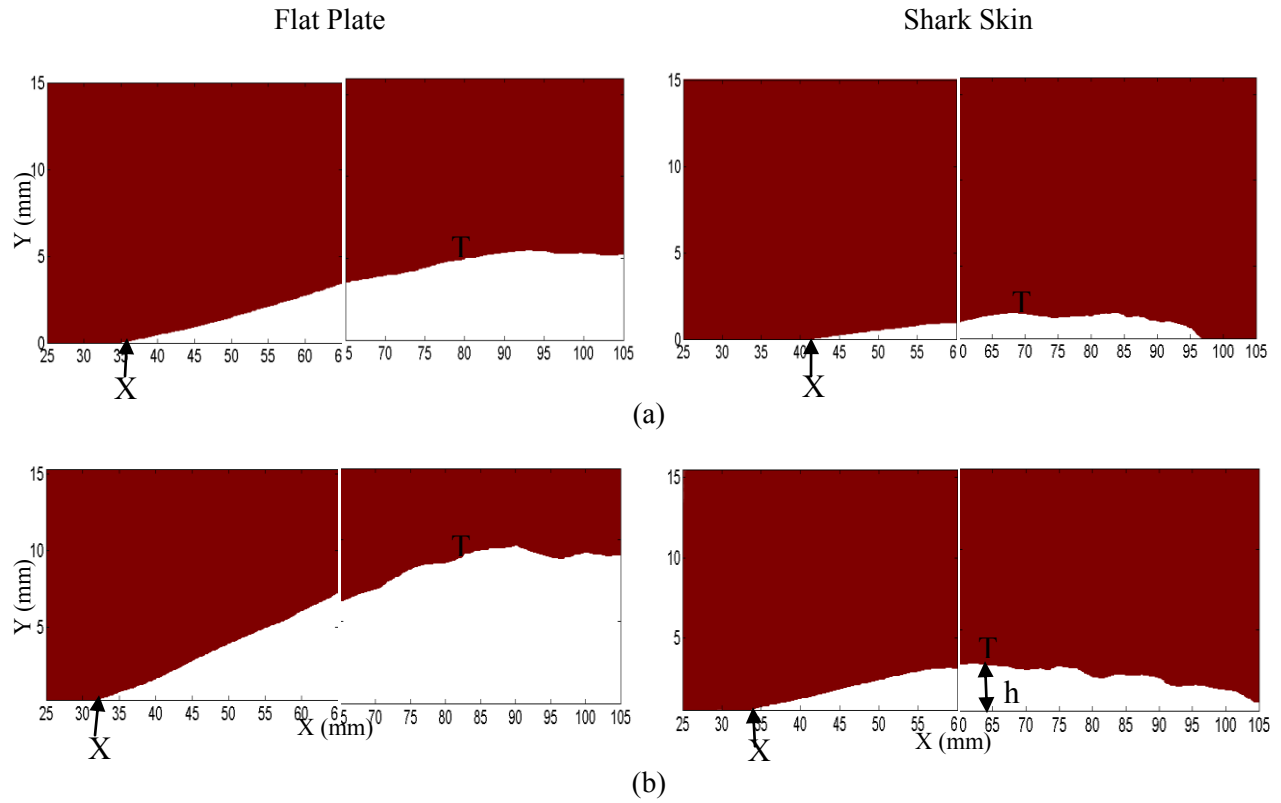 Flat Plate
Shark Skin
15
10
5
0
Y (mm)
T
25 30 35 40 45 50 55 60 6 5 70 75 80 85 90 95 100 105
X
15
10
5
0
T
25 30 35 40 45 50 55 6 0 65 70 75 80 85 90 95 100 105
X
(a)
15
10
5
Y (mm)
T
25 30 35 40 45 50 55 60 6 5 70 75 80 85 90 95 100 105
X (mm)
X
15
10
5
T
h
25 30 35 40 45 50 55 60 60 65 70 75 80 85 90 95 100 105
X (mm)
X
(b)